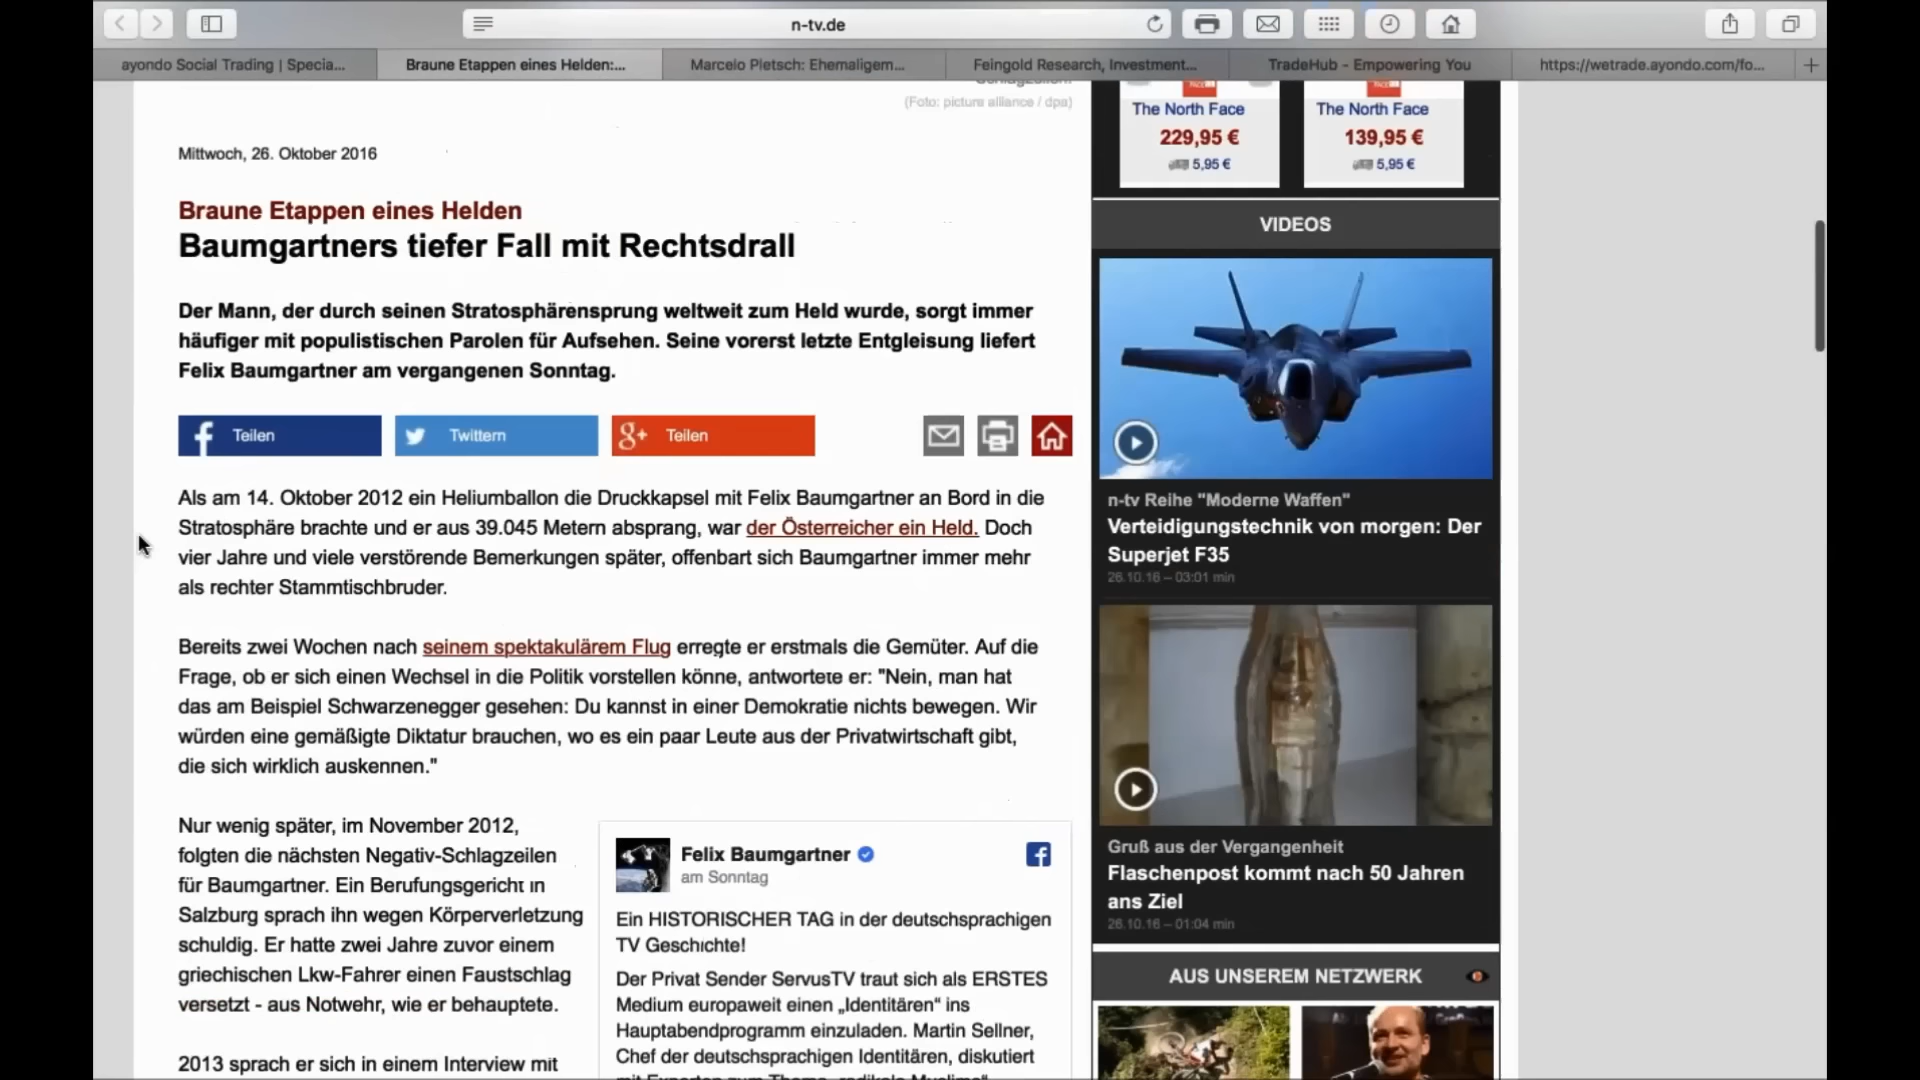 n-tv.de
ayondo Social Trading | Specia...
Braune Etappen eines Helden:...
Marcelo Pletsch: Ehemaligem...
Feingold Research, Investment...
TradeHub - Empowering You
https://wetrade.ayondo.com/fo...
(Foto: picture alliance / dpa)
Mittwoch, 26. Oktober 2016
Braune Etappen eines Helden
Baumgartners tiefer Fall mit Rechtsdrall
Der Mann, der durch seinen Stratosphärensprung weltweit zum Held wurde, sorgt immer
häufiger mit populistischen Parolen für Aufsehen. Seine vorerst letzte Entgleisung liefert
Felix Baumgartner am vergangenen Sonntag.
Teilen
Twittern
Teilen
Als am 14. Oktober 2012 ein Heliumballon die Druckkapsel mit Felix Baumgartner an Bord in die
Stratosphäre brachte und er aus 39.045 Metern absprang, war der Österreicher ein Held. Doch
vier Jahre und viele verstörende Bemerkungen später, offenbart sich Baumgartner immer mehr
als rechter Stammtischbruder.
Bereits zwei Wochen nach seinem spektakulärem Flug erregte er erstmals die Gemüter. Auf die
Frage, ob er sich einen Wechsel in die Politik vorstellen könne, antwortete er: "Nein, man hat
das am Beispiel Schwarzenegger gesehen: Du kannst in einer Demokratie nichts bewegen. Wir
würden eine gemäßigte Diktatur brauchen, wo es ein paar Leute aus der Privatwirtschaft gibt,
die sich wirklich auskennen."
Nur wenig später, im November 2012,
folgten die nächsten Negativ-Schlagzeilen
für Baumgartner. Ein Berufungsgericht in
Salzburg sprach ihn wegen Körperverletzung
schuldig. Er hatte zwei Jahre zuvor einem
griechischen Lkw-Fahrer einen Faustschlag
versetzt - aus Notwehr, wie er behauptete.
2013 sprach er sich in einem Interview mit
Felix Baumgartner
am Sonntag
Ein HISTORISCHER TAG in der deutschsprachigen
TV Geschichte!
Der Privat Sender ServusTV traut sich als ERSTES
Medium europaweit einen „Identitären“ ins
Hauptabendprogramm einzuladen. Martin Sellner,
Chef der deutschsprachigen Identitären, diskutiert
mit Experten zum Thema „radikale Muslime“
The North Face
229,95 €
5,95 €
The North Face
139,95 €
5,95 €
VIDEOS
n-tv Reihe "Moderne Waffen"
Verteidigungstechnik von morgen: Der
Superjet F35
26.10.16 – 03:01 min
Gruß aus der Vergangenheit
Flaschenpost kommt nach 50 Jahren
ans Ziel
26.10.16 – 01:04 min
AUS UNSEREM NETZWERK